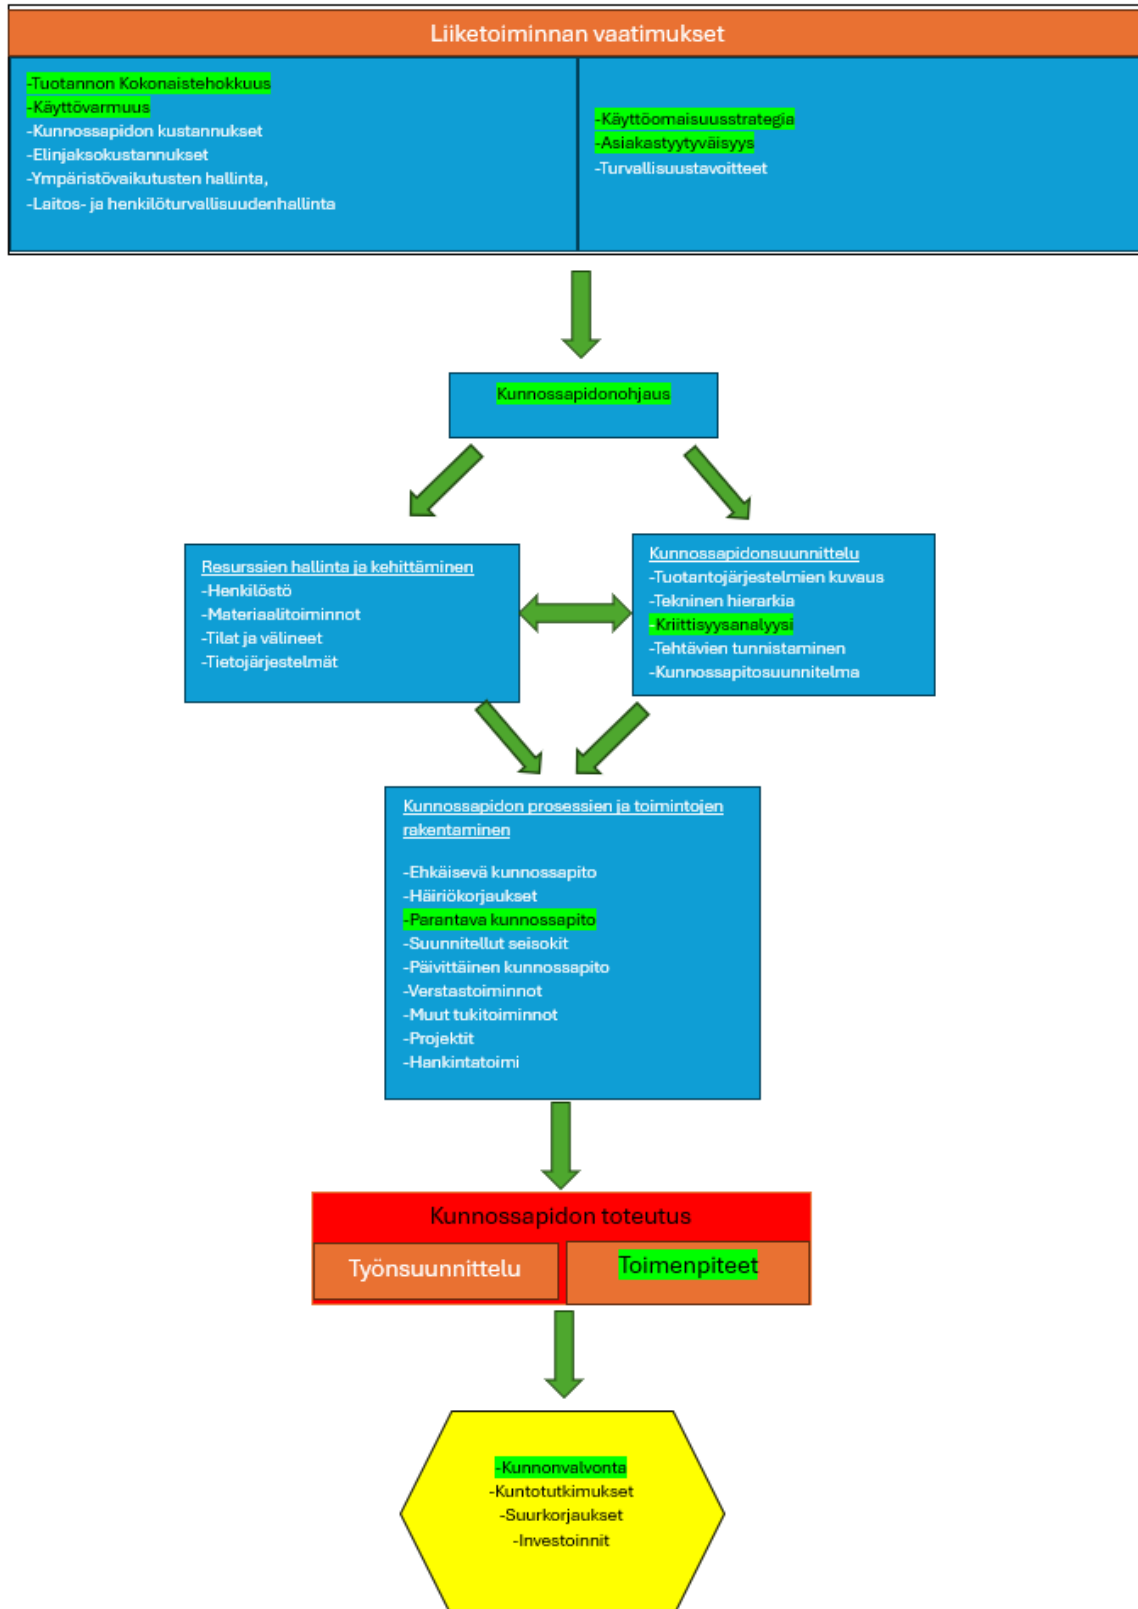 Liiketoiminnan vaatimukset
-Tuotannon Kokonaistehokkuus
-Käyttövarmuus
-Kunnossapidon kustannukset
-Elinjaksokustannukset
-Ympäristövaikutusten hallinta,
-Laitos- ja henkilöturvallisuudenhallinta
-Käyttöomaisuusstrategia
-Asiakastyytyväisyys
-Turvallisuustavoitteet
Kunnossapidonohjaus
Resurssien hallinta ja kehittäminen
-Henkilöstö
-Materiaalitoiminnot
-Tilat ja välineet
-Tietojärjestelmät
Kunnossapidonsuunnittelu
-Tuotantojärjestelmien kuvaus
-Tekninen hierarkia
-Kriittisyysanalyysi
-Tehtävien tunnistaminen
-Kunnossapitosuunnitelma
Kunnossapidon prosessien ja toimintojen
rakentaminen
-Ehkäisevä kunnossapito
-Häiriökorjaukset
-Parantava kunnossapito
-Suunnitellut seisokit
-Päivittäinen kunnossapito
-Verstastoiminnot
-Muut tukitoiminnot
-Projektit
-Hankintatoimi
Kunnossapidon toteutus
Työnsuunnittelu
Toimenpiteet
-Kunnonvalvonta
-Kuntotutkimukset
-Suurkorjaukset
-Investoinnit